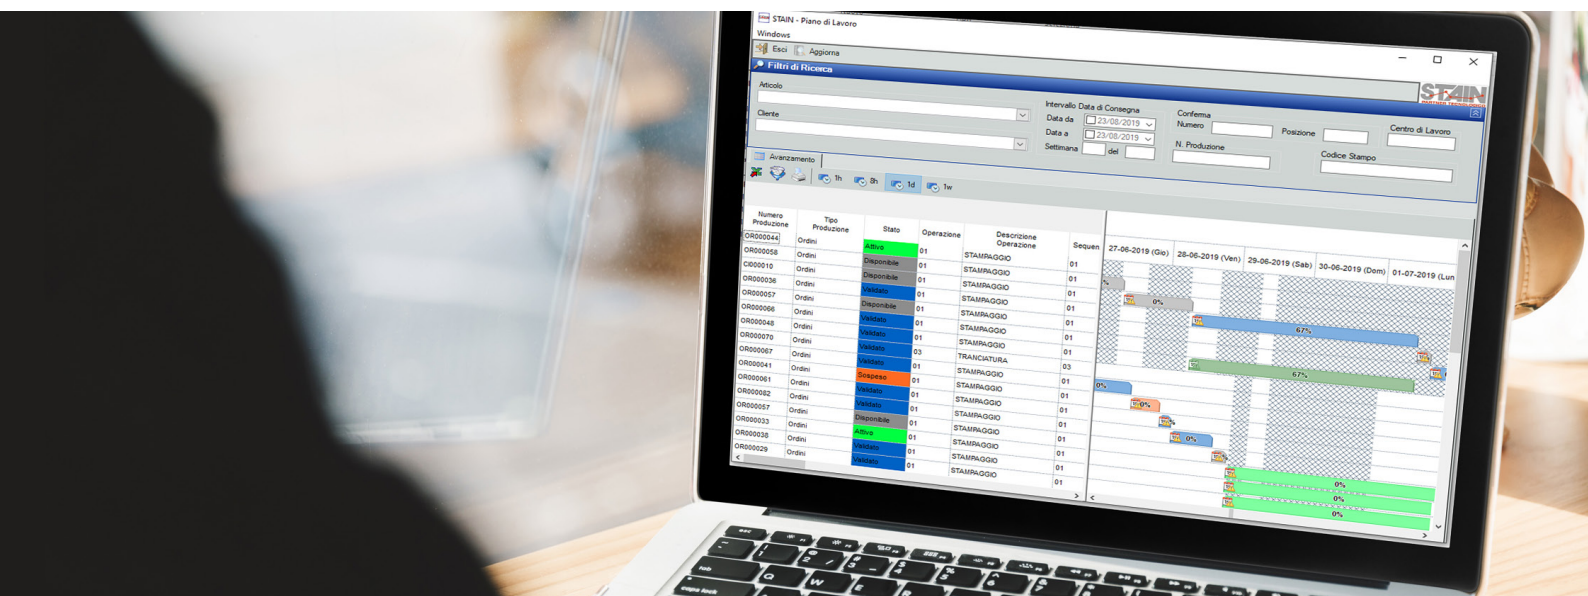 STAIN - Piano di Lavoro
Windows
Esci Aggiorna
Filtri di Ricerca
STAIN
PARTNER TECNOLOGICO
Articolo
Cliente
Intervallo Data di Consegna
Data da 23/08/2019
Data a 23/08/2019
Settimana del
Conferma
Numero Posizione
N. Produzione
Centro di Lavoro
Codice Stampo
Avanzamento
1h 8h 1d 1w
Numero Produzione Tipo Produzione Stato Operazione Descrizione Operazione Sequen
OR000044 Ordini Attivo 01 STAMPAGGIO 01
OR000058 Ordini Disponibile 01 STAMPAGGIO 01
CI000010 Ordini Disponibile 01 STAMPAGGIO 01
OR000036 Ordini Validato 01 STAMPAGGIO 01
OR000057 Ordini Disponibile 01 STAMPAGGIO 01
OR000066 Ordini Validato 01 STAMPAGGIO 01
OR000048 Ordini Validato 03 TRANCIATURA 03
OR000070 Ordini Validato 01 STAMPAGGIO 01
OR000067 Ordini Sospeso 01 STAMPAGGIO 01
OR000041 Ordini Validato 01 STAMPAGGIO 01
OR000061 Ordini Validato 01 STAMPAGGIO 01
OR000082 Ordini Disponibile 01 STAMPAGGIO 01
OR000057 Ordini Attivo 01 STAMPAGGIO 01
OR000033 Ordini Validato 01 STAMPAGGIO 01
OR000038 Ordini Validato 01 STAMPAGGIO 01
OR000029 Ordini
27-06-2019 (Gio) 28-06-2019 (Ven) 29-06-2019 (Sab) 30-06-2019 (Dom) 01-07-2019 (Lun
%
0%
67%
67%
0%
0%
0%
0%
0%
0%
esc
tab Q W E
caps lock